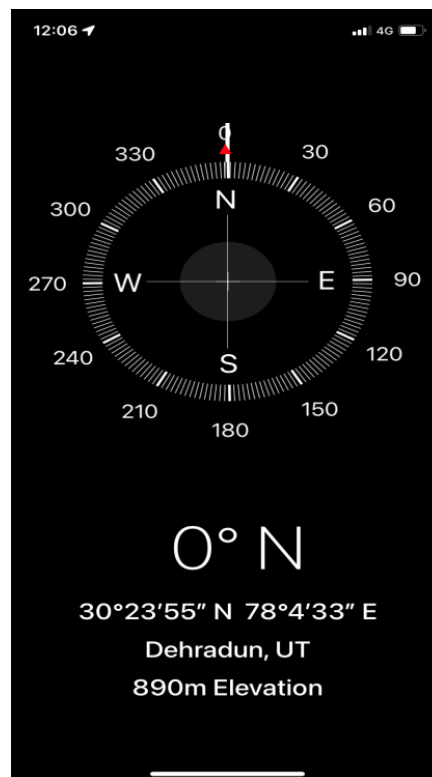 12:06 4G
0
330 30
300 N 60
270 W E 90
240 S 120
210 150
180
0° N
30°23′55″ N 78°4′33″ E
Dehradun, UT
890m Elevation